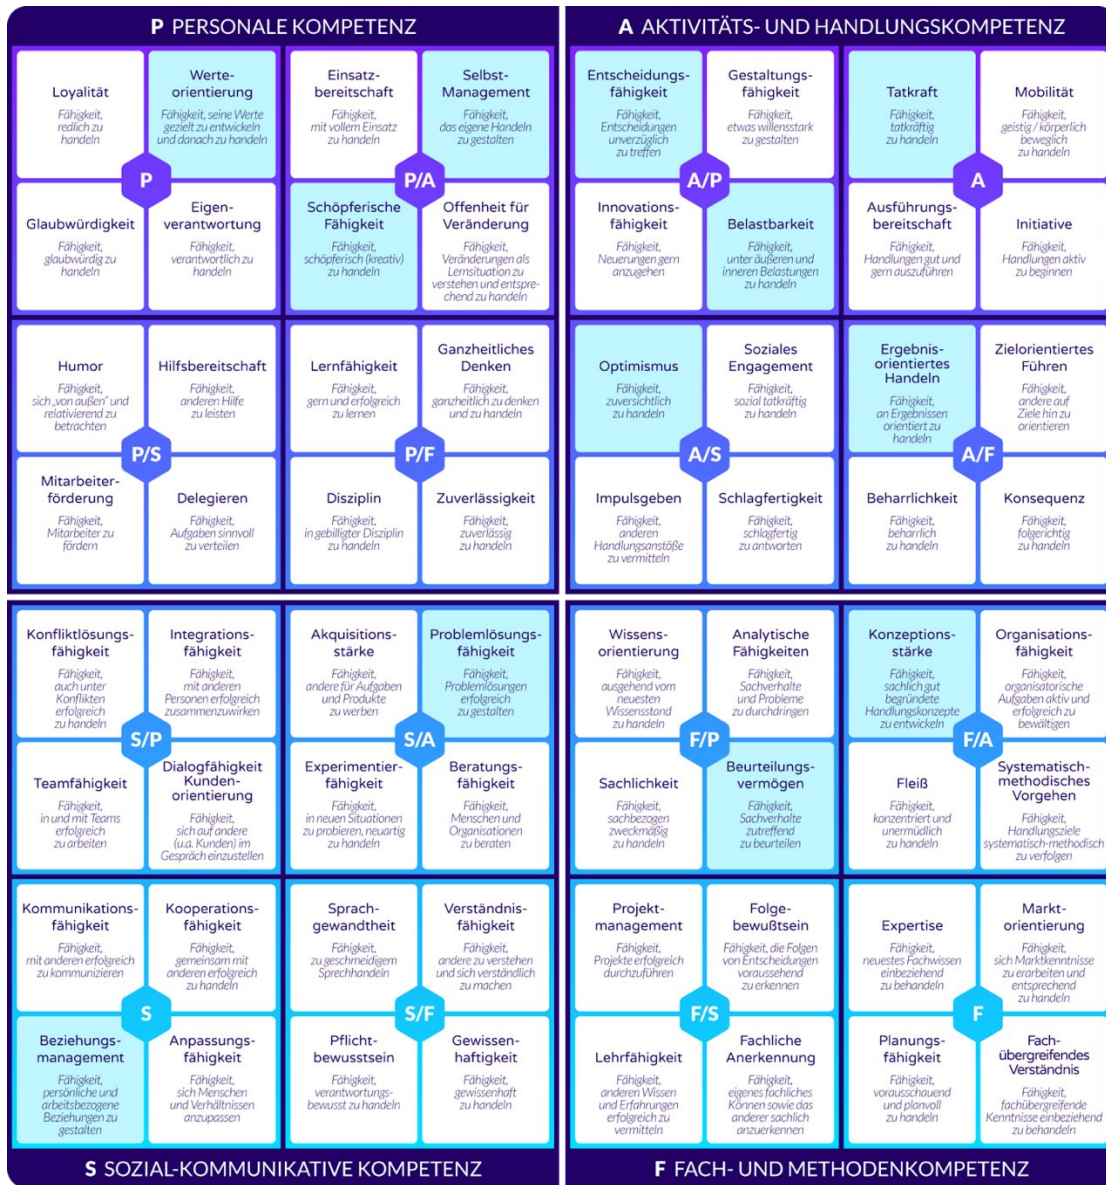 P PERSONALE KOMPETENZ
Loyalität
Fähigkeit,
redlich zu
handeln
Werte-
orientierung
Fähigkeit, seine Werte
gezielt zu entwickeln
und danach zu handeln
P
Glaubwürdigkeit
Fähigkeit,
glaubwürdig zu
handeln
Eigen-
verantwortung
Fähigkeit,
verantwortlich zu
handeln
Einsatz-
bereitschaft
Fähigkeit,
mit vollem Einsatz
zu handeln
Selbst-
Management
Fähigkeit,
das eigene Handeln
zu gestalten
P/A
Schöpferische
Fähigkeit
Fähigkeit,
schöpferisch (kreativ)
zu handeln
Offenheit für
Veränderung
Fähigkeit,
Veränderungen als
Lernsituation zu
verstehen und entspre-
chend zu handeln
Humor
Fähigkeit,
sich „von außen“ und
relativierend zu
betrachten
Hilfsbereitschaft
Fähigkeit,
anderen Hilfe
zu leisten
P/S
Mitarbeiter-
förderung
Fähigkeit,
Mitarbeiter zu
fördern
Delegieren
Fähigkeit,
Aufgaben sinnvoll
zu verteilen
Lernfähigkeit
Fähigkeit,
gern und erfolgreich
zu lernen
Ganzheitliches
Denken
Fähigkeit,
ganzheitlich zu denken
und zu handeln
P/F
Disziplin
Fähigkeit,
in gebilligter Disziplin
zu handeln
Zuverlässigkeit
Fähigkeit,
zuverlässig
zu handeln
A AKTIVITÄTS- UND HANDLUNGSKOMPETENZ
Entscheidungs-
fähigkeit
Fähigkeit,
Entscheidungen
unverzüglich
zu treffen
Gestaltungs-
fähigkeit
Fähigkeit,
etwas willensstark
zu gestalten
A/P
Innovations-
fähigkeit
Fähigkeit,
Neuerungen gern
anzugehen
Belastbarkeit
Fähigkeit,
unter äußeren und
inneren Belastungen
zu handeln
Tatkraft
Fähigkeit,
tatkräftig
zu handeln
Mobilität
Fähigkeit,
geistig / körperlich
beweglich
zu handeln
A
Ausführungs-
bereitschaft
Fähigkeit,
Handlungen gut und
gern auszuführen
Initiative
Fähigkeit,
Handlungen aktiv
zu beginnen
Optimismus
Fähigkeit,
zuversichtlich
zu handeln
Soziales
Engagement
Fähigkeit,
sozial tatkräftig
zu handeln
A/S
Impulsgeben
Fähigkeit,
anderen
Handlungsanstöße
zu vermitteln
Schlagfertigkeit
Fähigkeit,
schlagfertig
zu antworten
Ergebnis-
orientiertes
Handeln
Fähigkeit,
an Ergebnissen
orientiert zu
handeln
Zielorientiertes
Führen
Fähigkeit,
andere auf
Ziele hin zu
orientieren
A/F
Beharrlichkeit
Fähigkeit,
beharrlich
zu handeln
Konsequenz
Fähigkeit,
folgerichtig
zu handeln
Konfliktlösungs-
fähigkeit
Fähigkeit,
auch unter
Konflikten
erfolgreich
zu handeln
Integrations-
fähigkeit
Fähigkeit,
mit anderen
Personen erfolgreich
zusammenzuwirken
S/P
Teamfähigkeit
Fähigkeit,
in und mit Teams
erfolgreich
zu arbeiten
Dialogfähigkeit
Kunden-
orientierung
Fähigkeit,
sich auf andere
(u.a. Kunden) im
Gespräch einzustellen
Akquisitions-
stärke
Fähigkeit,
andere für Aufgaben
und Produkte
zu werben
Problemlösungs-
fähigkeit
Fähigkeit,
Problemlösungen
erfolgreich
zu gestalten
S/A
Experimentier-
fähigkeit
Fähigkeit,
in neuen Situationen
zu probieren, neuartig
zu handeln
Beratungs-
fähigkeit
Fähigkeit,
Menschen und
Organisationen
zu beraten
Kommunikations-
fähigkeit
Fähigkeit,
mit anderen erfolgreich
zu kommunizieren
Kooperations-
fähigkeit
Fähigkeit,
gemeinsam mit
anderen erfolgreich
zu handeln
S
Beziehungs-
management
Fähigkeit,
persönliche und
arbeitsbezogene
Beziehungen zu
gestalten
Anpassungs-
fähigkeit
Fähigkeit,
sich Menschen
und Verhältnissen
anzupassen
Sprach-
gewandtheit
Fähigkeit,
zu geschmeidigem
Sprechhandeln
Verständnis-
fähigkeit
Fähigkeit,
andere zu verstehen
und sich verständlich
zu machen
S/F
Pflicht-
bewusstsein
Fähigkeit,
verantwortungs-
bewusst zu handeln
Gewissen-
haftigkeit
Fähigkeit,
gewissenhaft
zu handeln
S SOZIAL-KOMMUNIKATIVE KOMPETENZ
Wissens-
orientierung
Fähigkeit,
ausgehend vom
neuesten
Wissensstand
zu handeln
Analytische
Fähigkeiten
Fähigkeit,
Sachverhalte
und Probleme
zu durchdringen
F/P
Sachlichkeit
Fähigkeit,
sachbezogen
zweckmäßig
zu handeln
Beurteilungs-
vermögen
Fähigkeit,
Sachverhalte
zutreffend
zu beurteilen
Konzeptions-
stärke
Fähigkeit,
sachlich gut
begründete
Handlungskonzepte
zu entwickeln
Organisations-
fähigkeit
Fähigkeit,
organisatorische
Aufgaben aktiv und
erfolgreich zu
bewältigen
F/A
Fleiß
Fähigkeit,
konzentriert und
unermüdlich
zu handeln
Systematisch-
methodisches
Vorgehen
Fähigkeit,
Handlungsziele
systematisch-methodisch
zu verfolgen
Projekt-
management
Fähigkeit,
Projekte erfolgreich
durchzuführen
Folge-
bewußtsein
Fähigkeit, die Folgen
von Entscheidungen
voraussehend
zu erkennen
F/S
Lehrfähigkeit
Fähigkeit,
anderen Wissen
und Erfahrungen
erfolgreich zu
vermitteln
Fachliche
Anerkennung
Fähigkeit,
eigenes fachliches
Können sowie das
anderer sachlich
anzuerkennen
Expertise
Fähigkeit,
neuestes Fachwissen
einbeziehend
zu behandeln
Markt-
orientierung
Fähigkeit,
sich Marktkenntnisse
zu erarbeiten und
entsprechend
zu handeln
F
Planungs-
fähigkeit
Fähigkeit,
vorausschauend
und planvoll
zu handeln
Fach-
übergreifendes
Verständnis
Fähigkeit,
fachübergreifende
Kenntnisse einbeziehend
zu behandeln
F FACH- UND METHODENKOMPETENZ